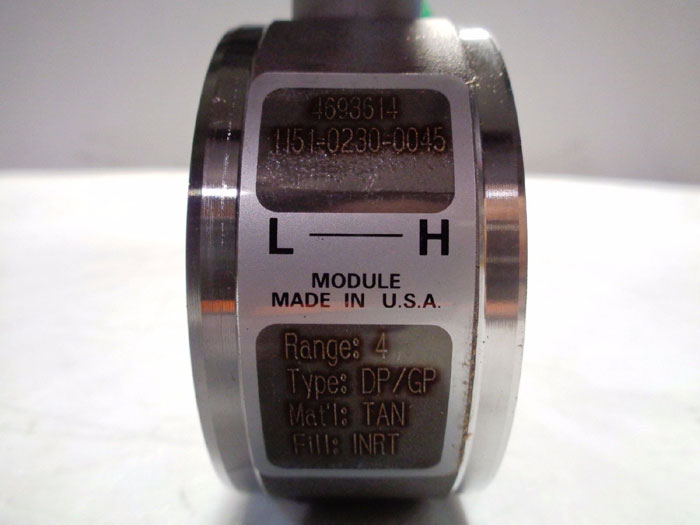 4693614
1151-0230-0045
L H
MODULE
MADE IN U.S.A.
Range: 4
Type: DP/GP
Mat'l: TAN
Fill: INRT